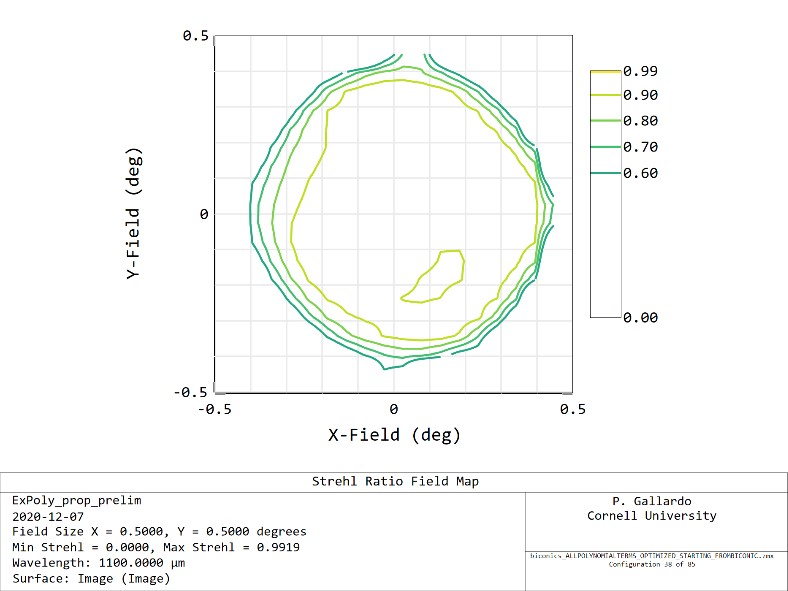 0.5
0
-0.5
Y-Field (deg)
-0.5
0
0.5
X-Field (deg)
0.99
0.90
0.80
0.70
0.60
0.00
Strehl Ratio Field Map
ExPoly_prop_prelim
2020-12-07
Field Size X = 0.5000, Y = 0.5000 degrees
Min Strehl = 0.0000, Max Strehl = 0.9919
Wavelength: 1100.0000 µm
Surface: Image (Image)
P. Gallardo
Cornell University
biconics_ALLPOLYNOMIALTERMS_OPTIMIZED_STARTING_FROMBICONIC.zmx
Configuration 38 of 85